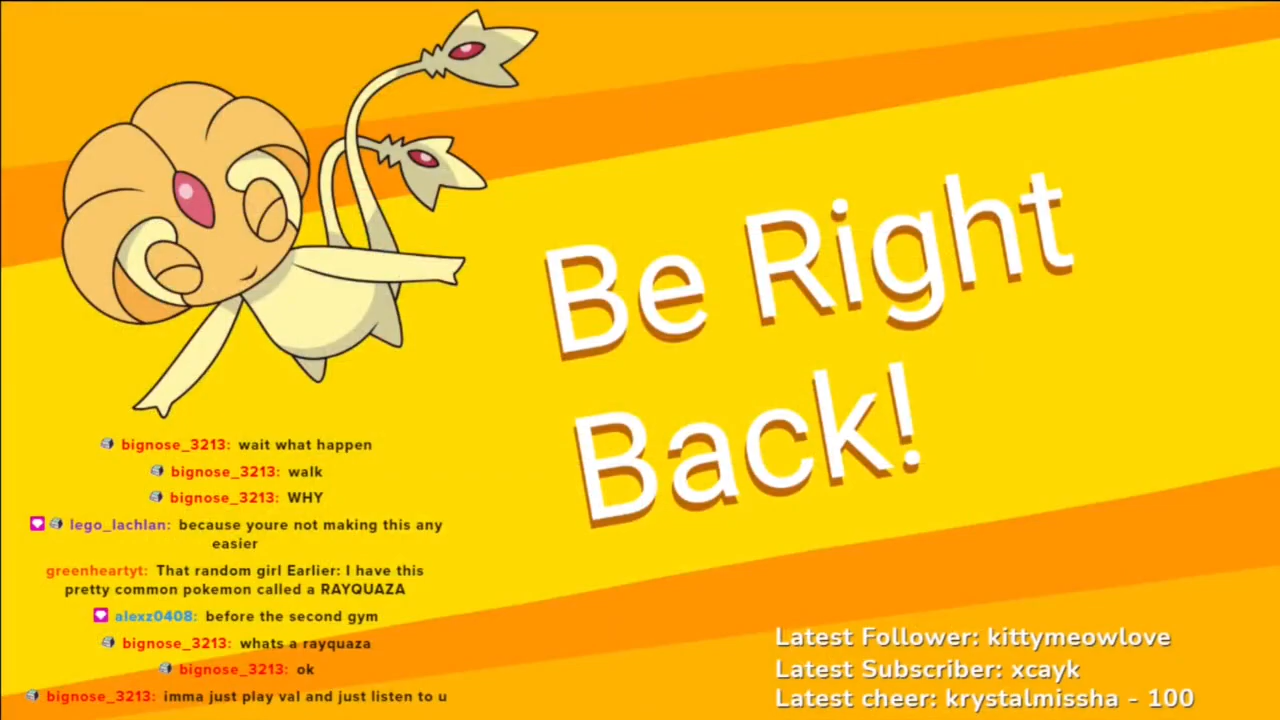 Be Right
Back!
bignose_3213: wait what happen
bignose_3213: walk
bignose_3213: WHY
lego_lachlan: because youre not making this any
easier
greenheartyt: That random girl Earlier: I have this
pretty common pokemon called a RAYQUAZA
alexz0408: before the second gym
bignose_3213: whats a rayquaza
bignose_3213: ok
bignose_3213: imma just play val and just listen to u
Latest Follower: kittymeowlove
Latest Subscriber: xcayk
Latest cheer: krystalmissha - 100